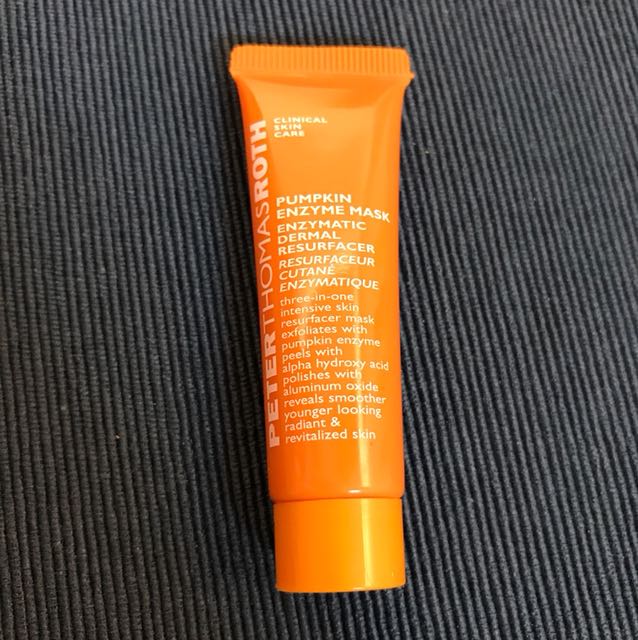 PETERTHOMASROTH
CLINICAL
SKIN
CARE
PUMPKIN
ENZYME MASK
ENZYMATIC
DERMAL
RESURFACER
RESURFACEUR
CUTANÉ
ENZYMATIQUE
three-in-one
intensive skin
resurfacer mask
exfoliates with
pumpkin enzyme
peels with
alpha hydroxy acid
polishes with
aluminum oxide
reveals smoother
younger looking
radiant &
revitalized skin